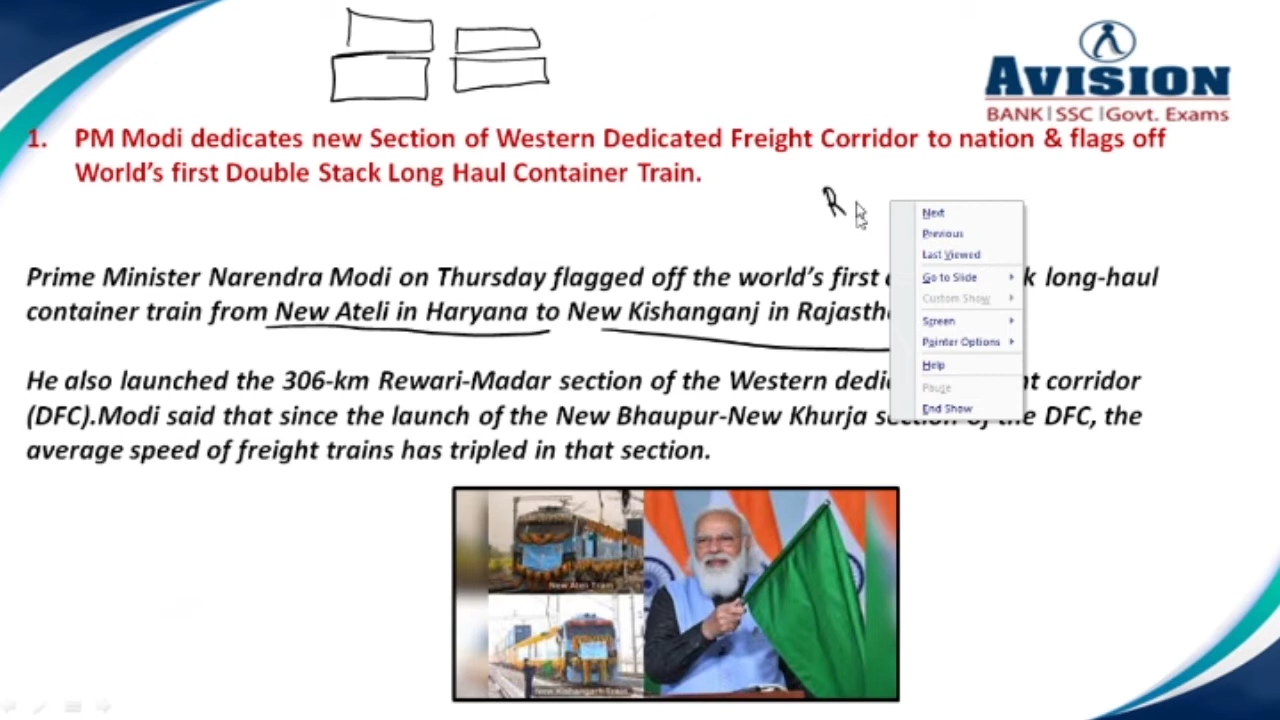 AVISION
BANK|SSC |Govt. Exams
1. PM Modi dedicates new Section of Western Dedicated Freight Corridor to nation & flags off
World's first Double Stack Long Haul Container Train.
R
Next
Previous
Last Viewed
Go to Slide
Custom Show
Screen
Pointer Options
Help
Pause
End Show
Prime Minister Narendra Modi on Thursday flagged off the world's first k long-haul
container train from New Ateli in Haryana to New Kishanganj in Rajasth
He also launched the 306-km Rewari-Madar section of the Western dedi nt corridor
(DFC).Modi said that since the launch of the New Bhaupur-New Khurja section of the DFC, the
average speed of freight trains has tripled in that section.
New Ateli Train
New Kishangarh Train